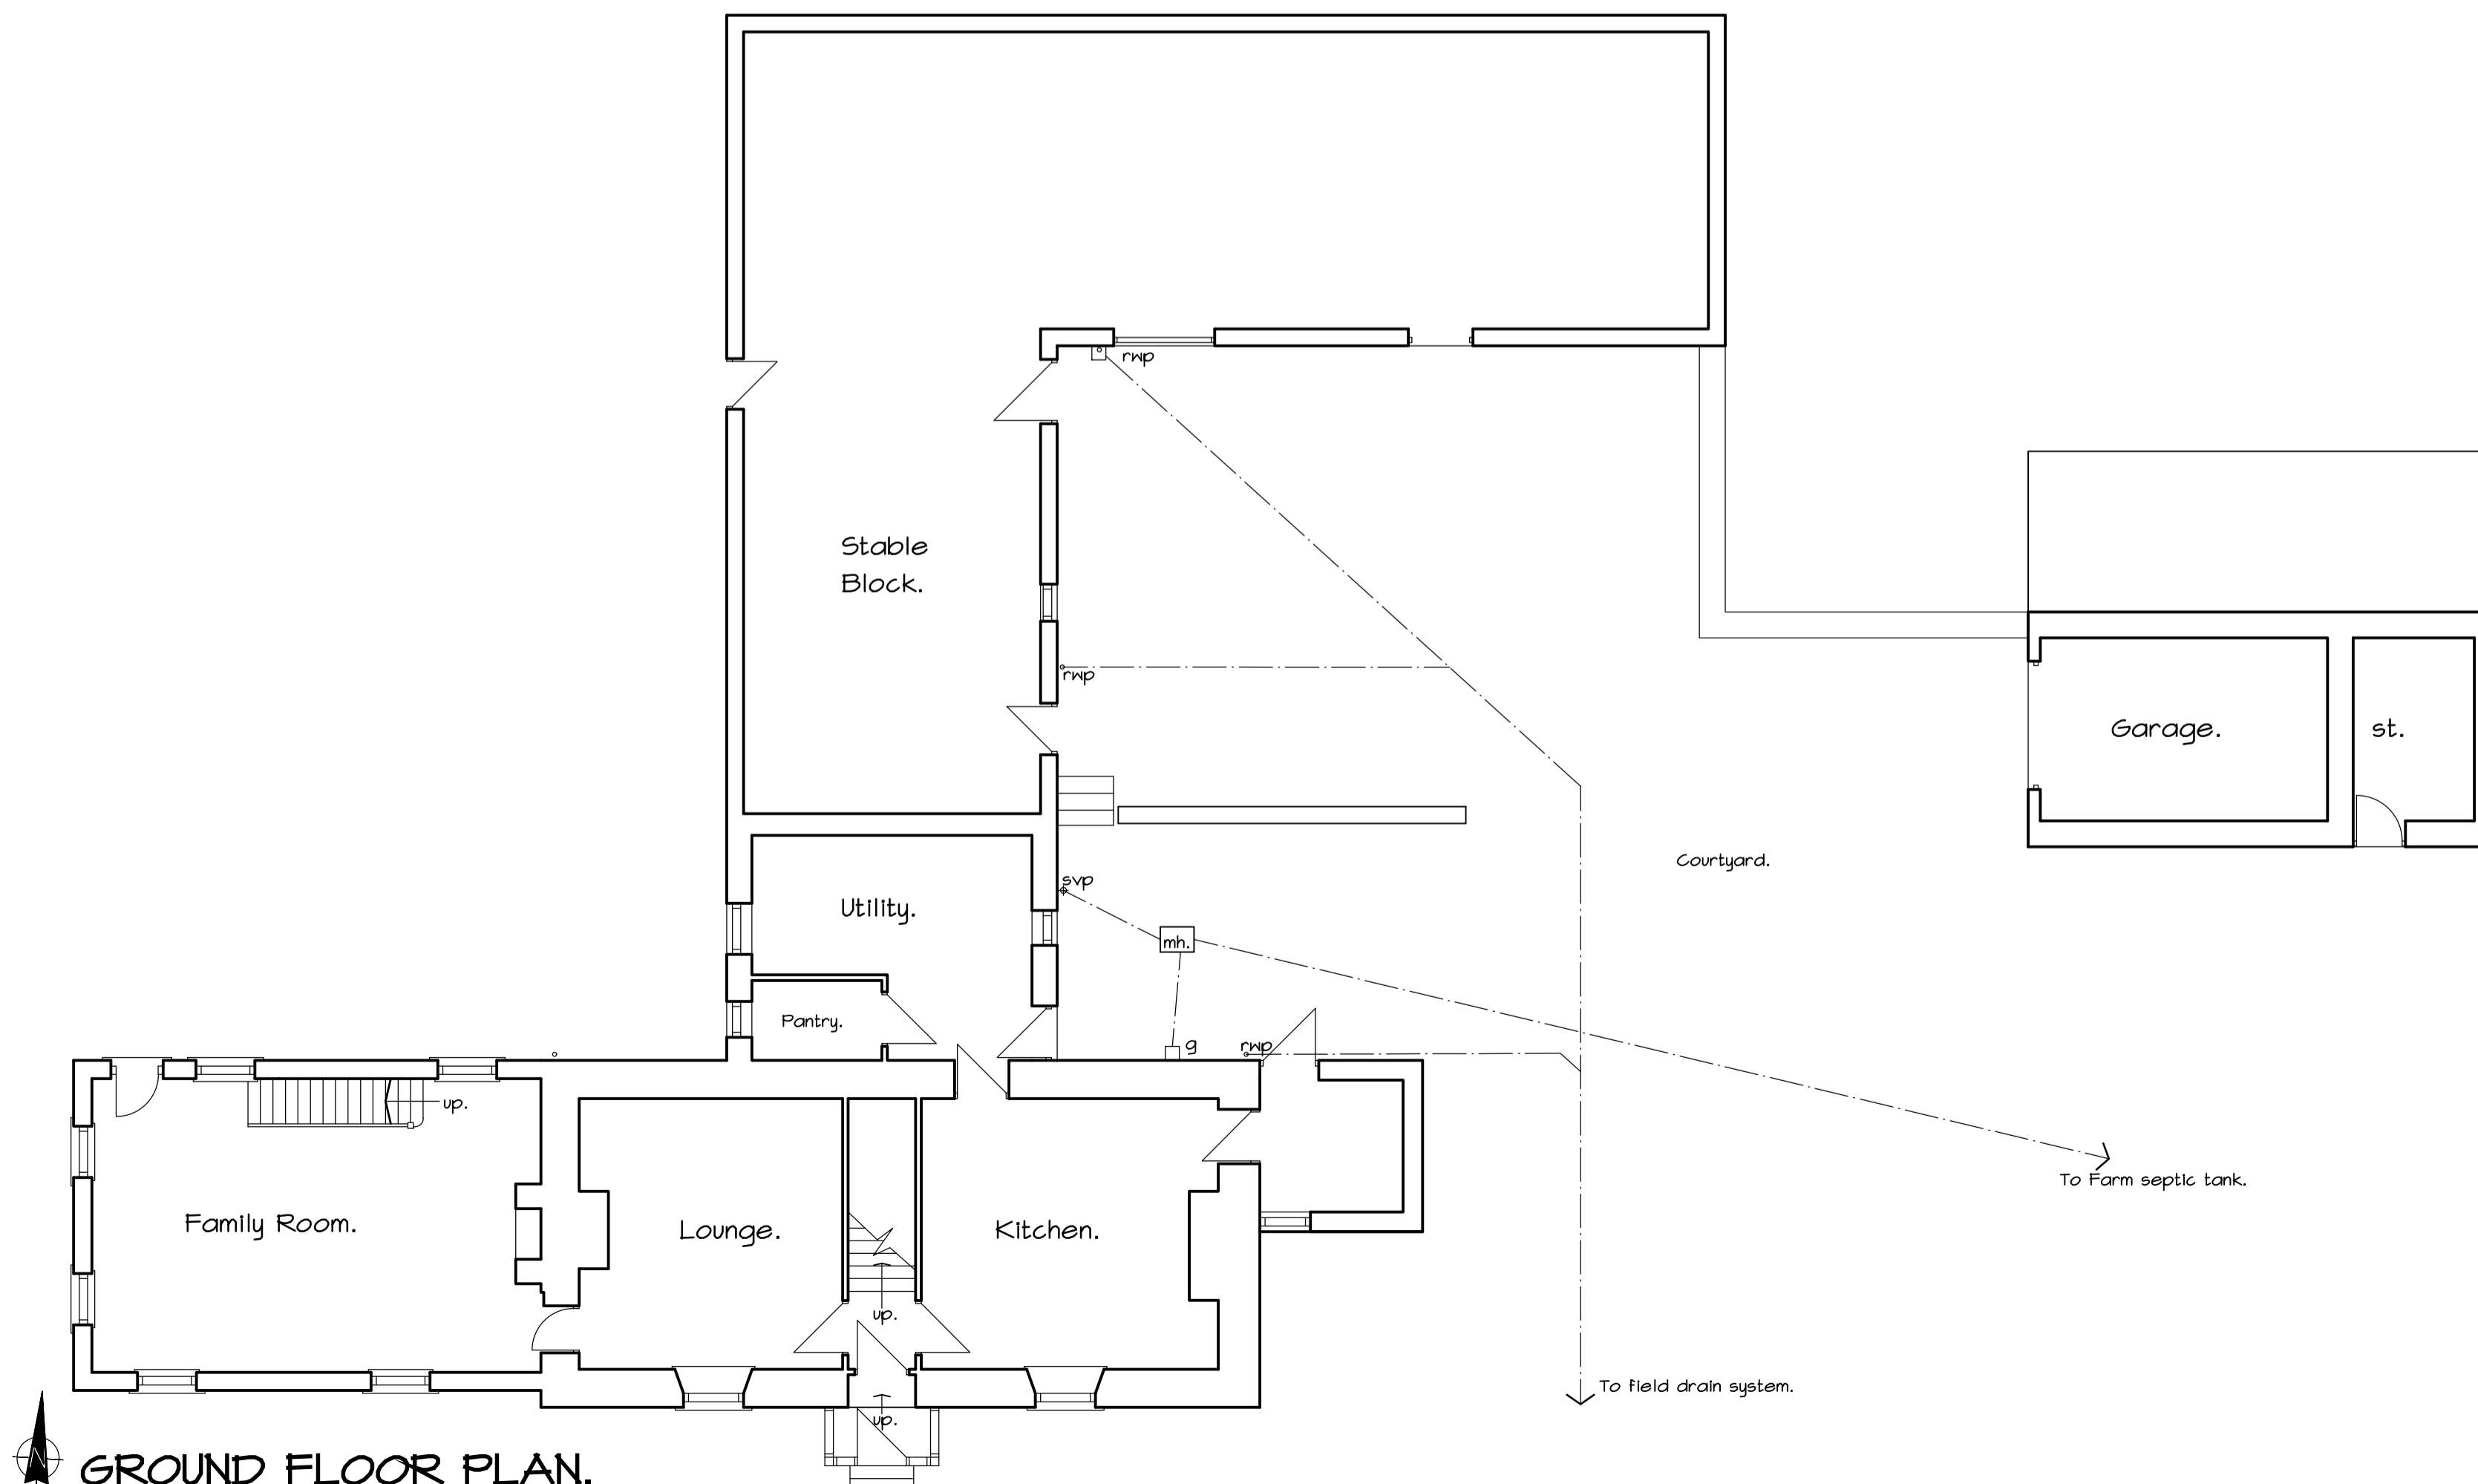 rwp
Stable
Block.
rwp
Garage.
st.
Courtyard.
svp
Utility.
mh.
Pantry.
g
rwp
up.
To Farm septic tank.
Family Room.
Lounge.
Kitchen.
up.
To field drain system.
up.
N
GROUND FLOOR PLAN.